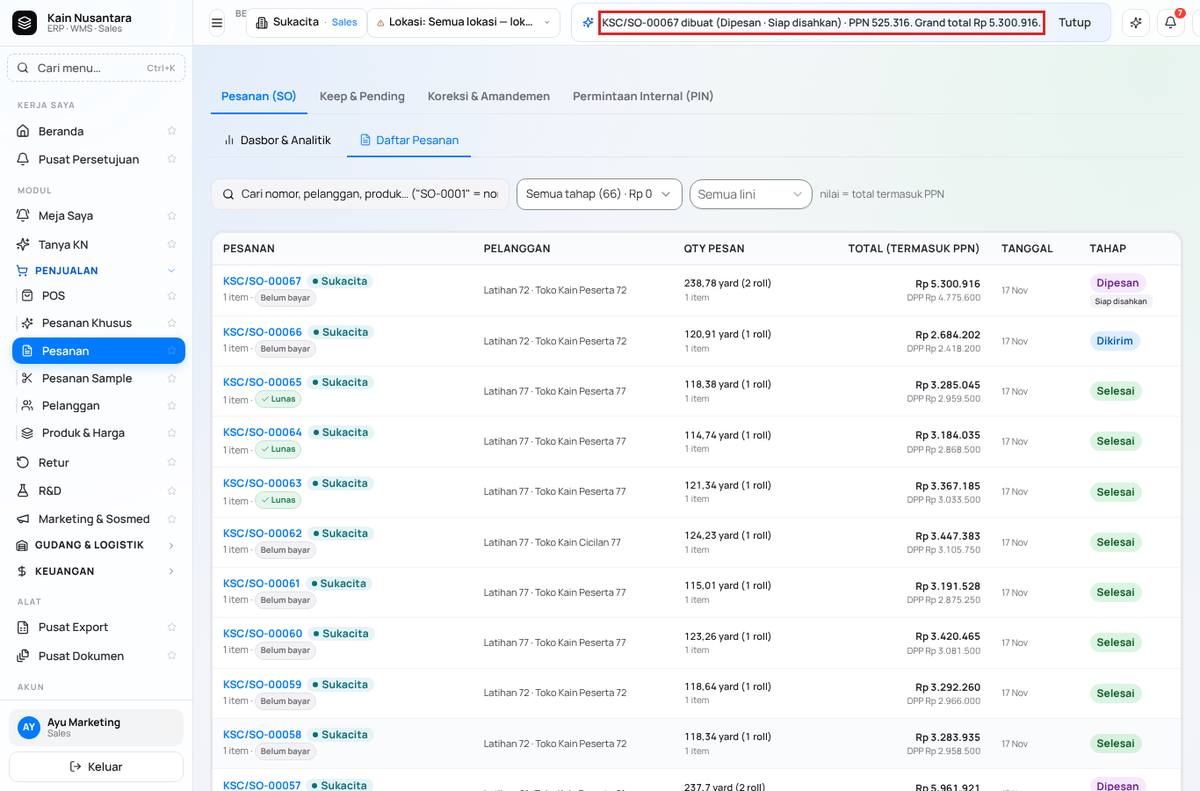 Kain Nusantara
ERP · WMS · Sales
Cari menu...
Ctrl+K
KERJA SAYA
Beranda
Pusat Persetujuan
MODUL
Meja Saya
Tanya KN
PENJUALAN
POS
Pesanan Khusus
Pesanan
Pesanan Sample
Pelanggan
Produk & Harga
Retur
R&D
Marketing & Sosmed
GUDANG & LOGISTIK
KEUANGAN
ALAT
Pusat Export
Pusat Dokumen
AKUN
AY
Ayu Marketing
Sales
Keluar
BE
Sukacita · Sales
Lokasi: Semua lokasi — lok...
KSC/SO-00067 dibuat (Dipesan · Siap disahkan) · PPN 525.316. Grand total Rp 5.300.916.
Tutup
7
Pesanan (SO)
Keep & Pending
Koreksi & Amandemen
Permintaan Internal (PIN)
Dasbor & Analitik
Daftar Pesanan
Cari nomor, pelanggan, produk... ("SO-0001" = no
Semua tahap (66) · Rp 0
Semua lini
nilai = total termasuk PPN
PESANAN PELANGGAN QTY PESAN TOTAL (TERMASUK PPN) TANGGAL TAHAP
KSC/SO-00067 Sukacita Latihan 72 · Toko Kain Peserta 72 238,78 yard (2 roll) Rp 5.300.916 17 Nov Dipesan
1 item · Belum bayar 1 item DPP Rp 4.775.600 Siap disahkan
KSC/SO-00066 Sukacita Latihan 72 · Toko Kain Peserta 72 120,91 yard (1 roll) Rp 2.684.202 17 Nov Dikirim
1 item · Belum bayar 1 item DPP Rp 2.418.200
KSC/SO-00065 Sukacita Latihan 77 · Toko Kain Peserta 77 118,38 yard (1 roll) Rp 3.285.045 17 Nov Selesai
1 item · Lunas 1 item DPP Rp 2.959.500
KSC/SO-00064 Sukacita Latihan 77 · Toko Kain Peserta 77 114,74 yard (1 roll) Rp 3.184.035 17 Nov Selesai
1 item · Lunas 1 item DPP Rp 2.868.500
KSC/SO-00063 Sukacita Latihan 77 · Toko Kain Peserta 77 121,34 yard (1 roll) Rp 3.367.185 17 Nov Selesai
1 item · Lunas 1 item DPP Rp 3.033.500
KSC/SO-00062 Sukacita Latihan 77 · Toko Kain Cicilan 77 124,23 yard (1 roll) Rp 3.447.383 17 Nov Selesai
1 item · Belum bayar 1 item DPP Rp 3.105.750
KSC/SO-00061 Sukacita Latihan 77 · Toko Kain Peserta 77 115,01 yard (1 roll) Rp 3.191.528 17 Nov Selesai
1 item · Belum bayar 1 item DPP Rp 2.875.250
KSC/SO-00060 Sukacita Latihan 77 · Toko Kain Peserta 77 123,26 yard (1 roll) Rp 3.420.465 17 Nov Selesai
1 item · Belum bayar 1 item DPP Rp 3.081.500
KSC/SO-00059 Sukacita Latihan 72 · Toko Kain Peserta 72 118,64 yard (1 roll) Rp 3.292.260 17 Nov Selesai
1 item · Belum bayar 1 item DPP Rp 2.966.000
KSC/SO-00058 Sukacita Latihan 72 · Toko Kain Peserta 72 118,34 yard (1 roll) Rp 3.283.935 17 Nov Selesai
1 item · Belum bayar 1 item DPP Rp 2.958.500
KSC/SO-00057 Sukacita 237,7 yard (2 roll) Rp 5.961.921 Dipesan